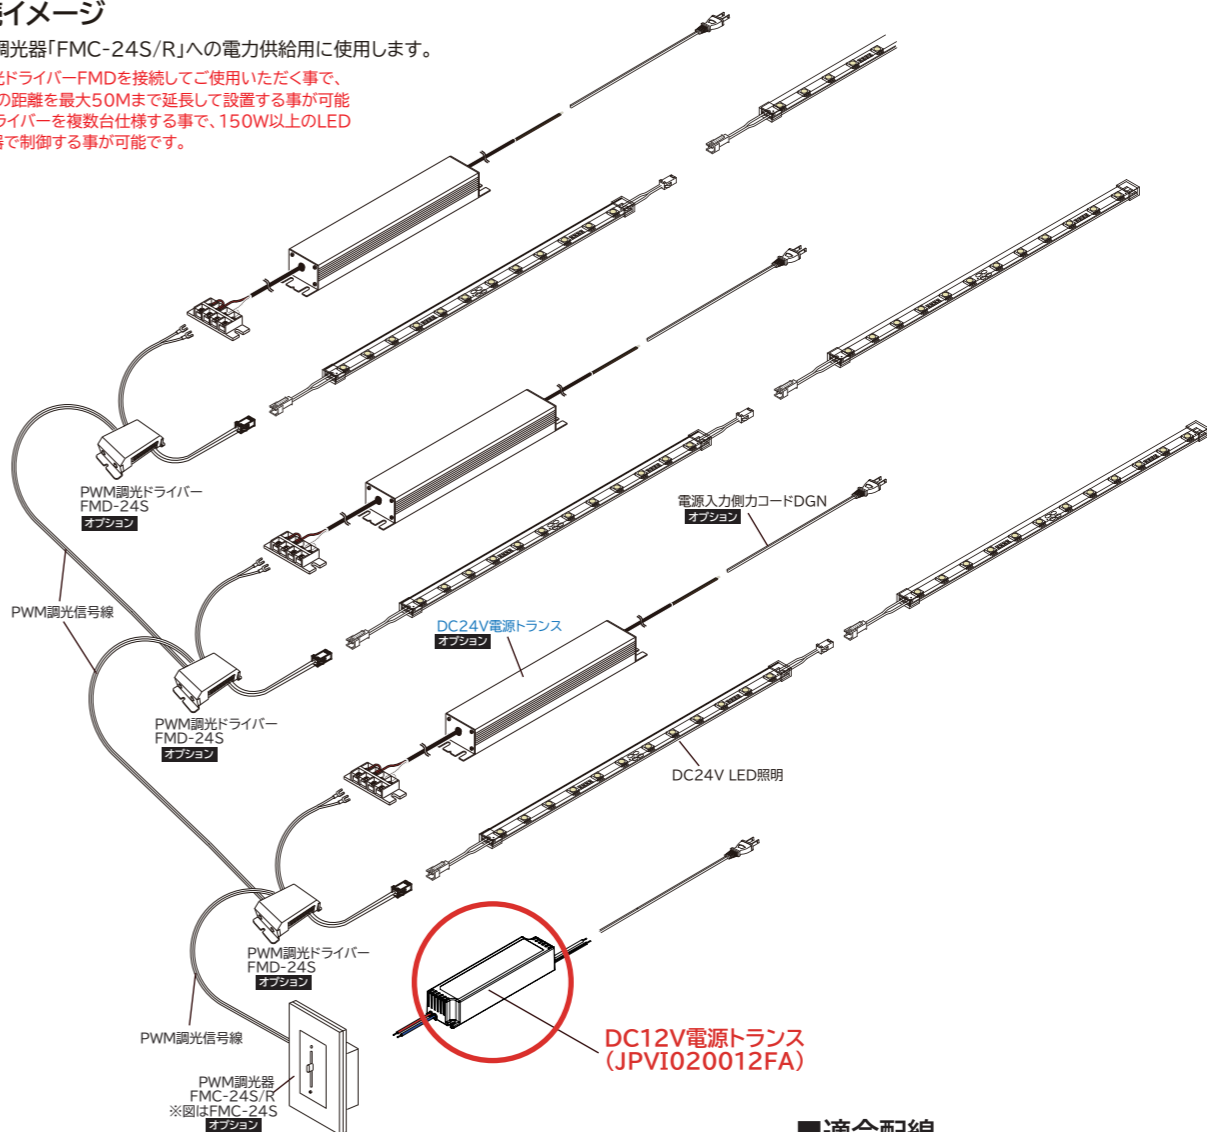 イメージ
調光器「FMC-24S/R」への電力供給用に使用します。
光ドライバーFMDを接続してご使用いただく事で、
の距離を最大50Mまで延長して設置する事が可能
ライバーを複数台仕様する事で、150W以上のLED
器で制御する事が可能です。
PWM調光ドライバー
FMD-24S
オプション
PWM調光信号線
電源入力側力コードDGN
オプション
DC24V電源トランス
オプション
PWM調光ドライバー
FMD-24S
オプション
DC24V LED照明
PWM調光ドライバー
FMD-24S
オプション
PWM調光信号線
DC12V電源トランス
(JPVI020012FA)
PWM調光器
FMC-24S/R
※図はFMC-24S
オプション
■適合配線